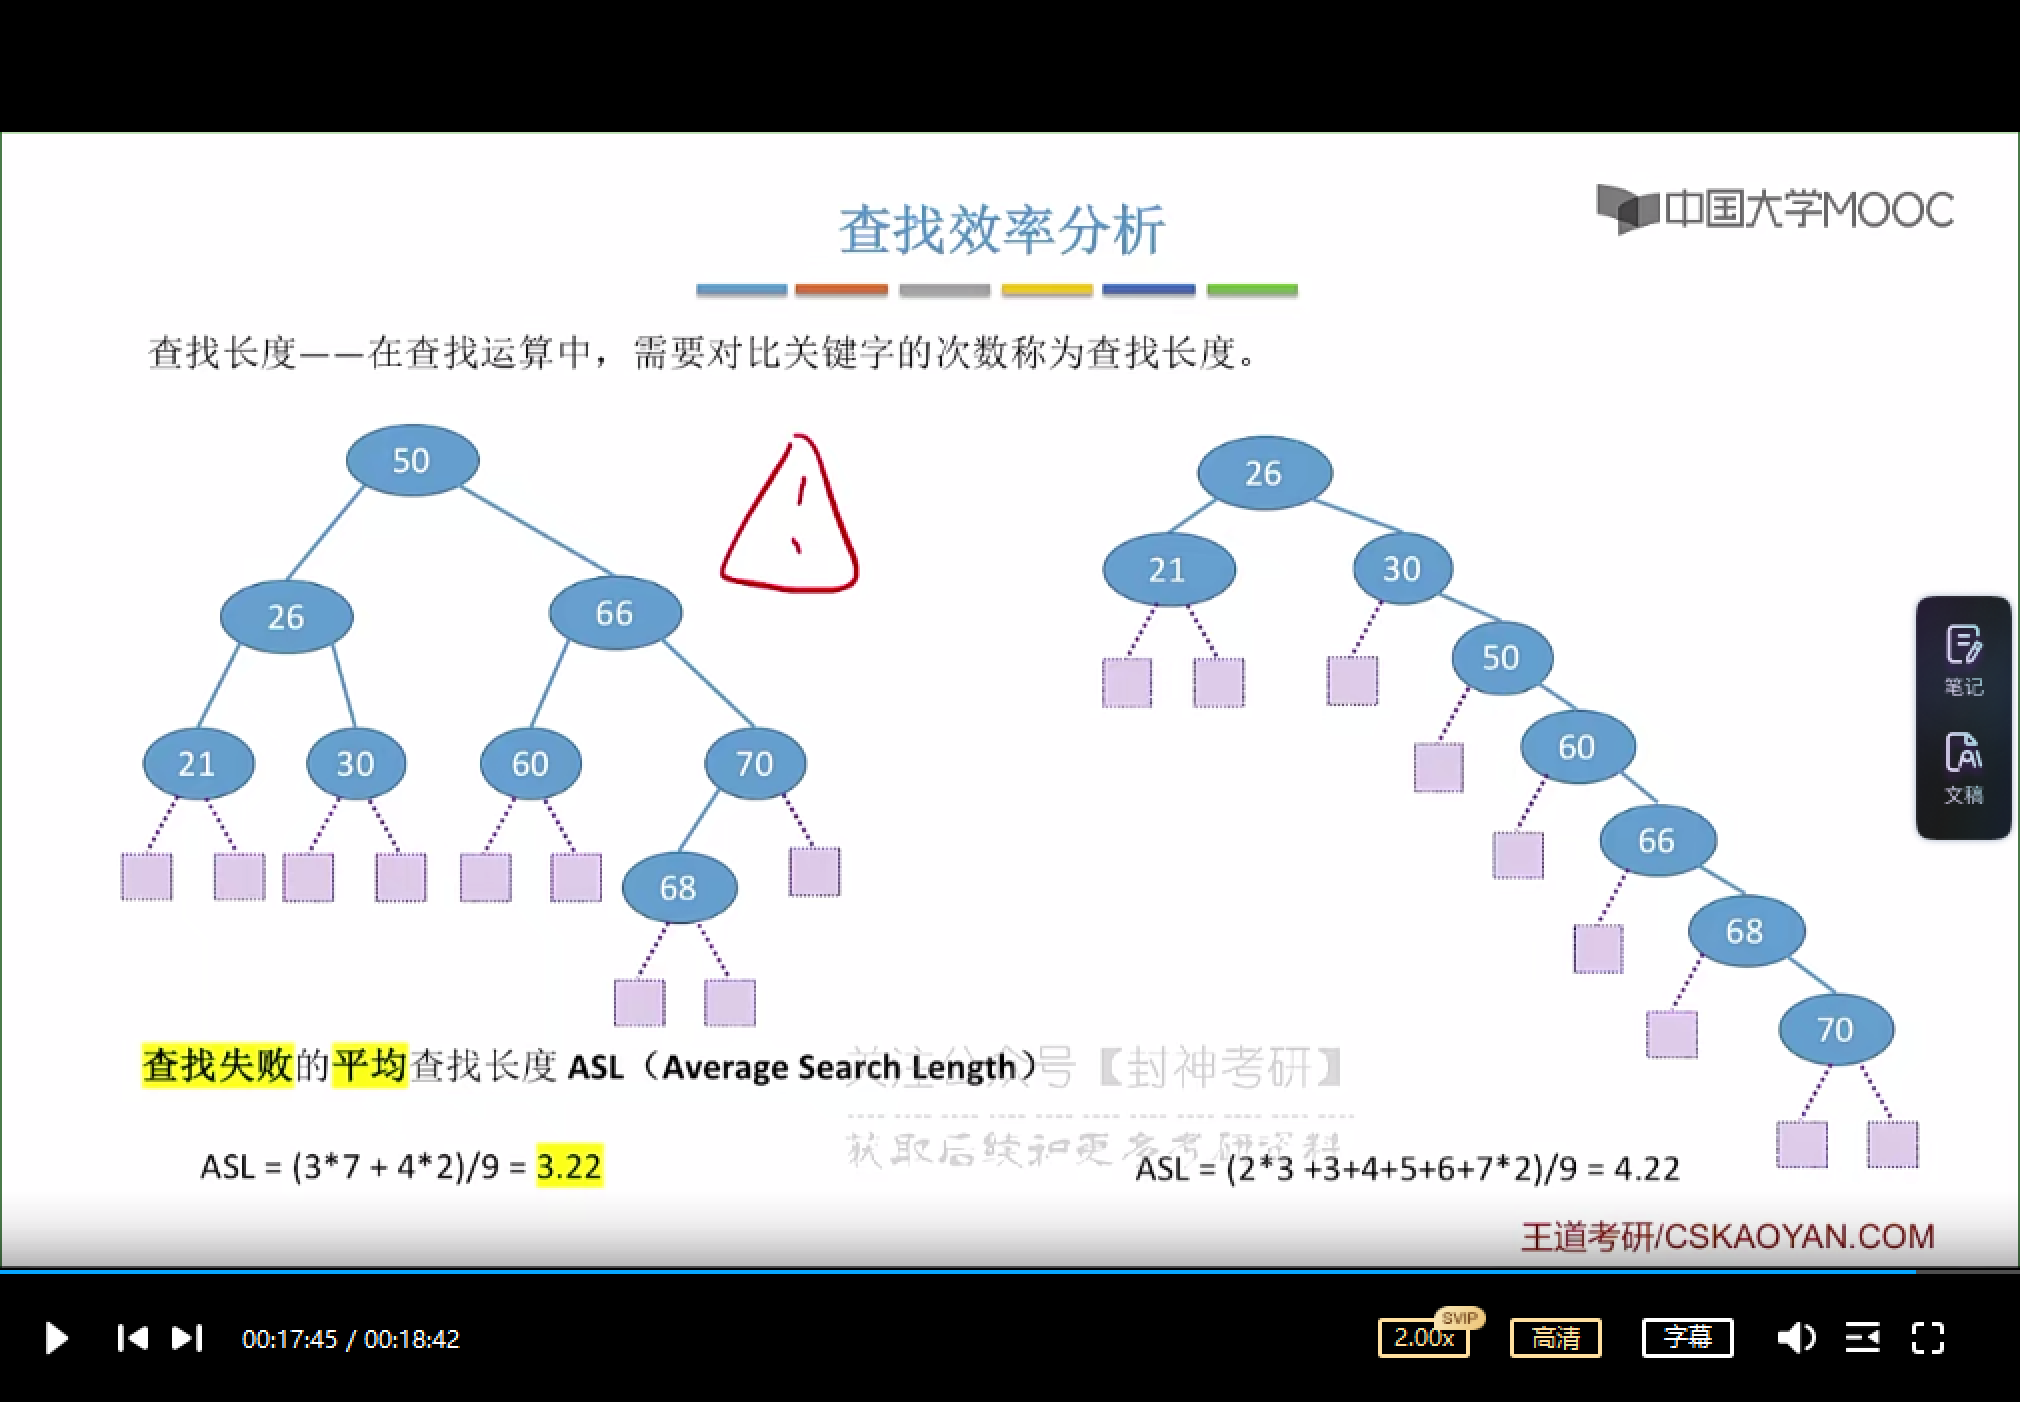 中国大学MOOC
查找效率分析
查找长度——在查找运算中，需要对比关键字的次数称为查找长度。
50
26
66
21
30
60
70
68
26
21
30
50
60
66
68
70
笔记
文稿
查找失败的平均查找长度 ASL（Average Search Length）
关注公众号【封神考研】
获取后续和更多考研资料
ASL = (3*7 + 4*2)/9 = 3.22
ASL = (2*3 +3+4+5+6+7*2)/9 = 4.22
王道考研/CSKAOYAN.COM
00:17:45 / 00:18:42
2.00x
SVIP
高清
字幕